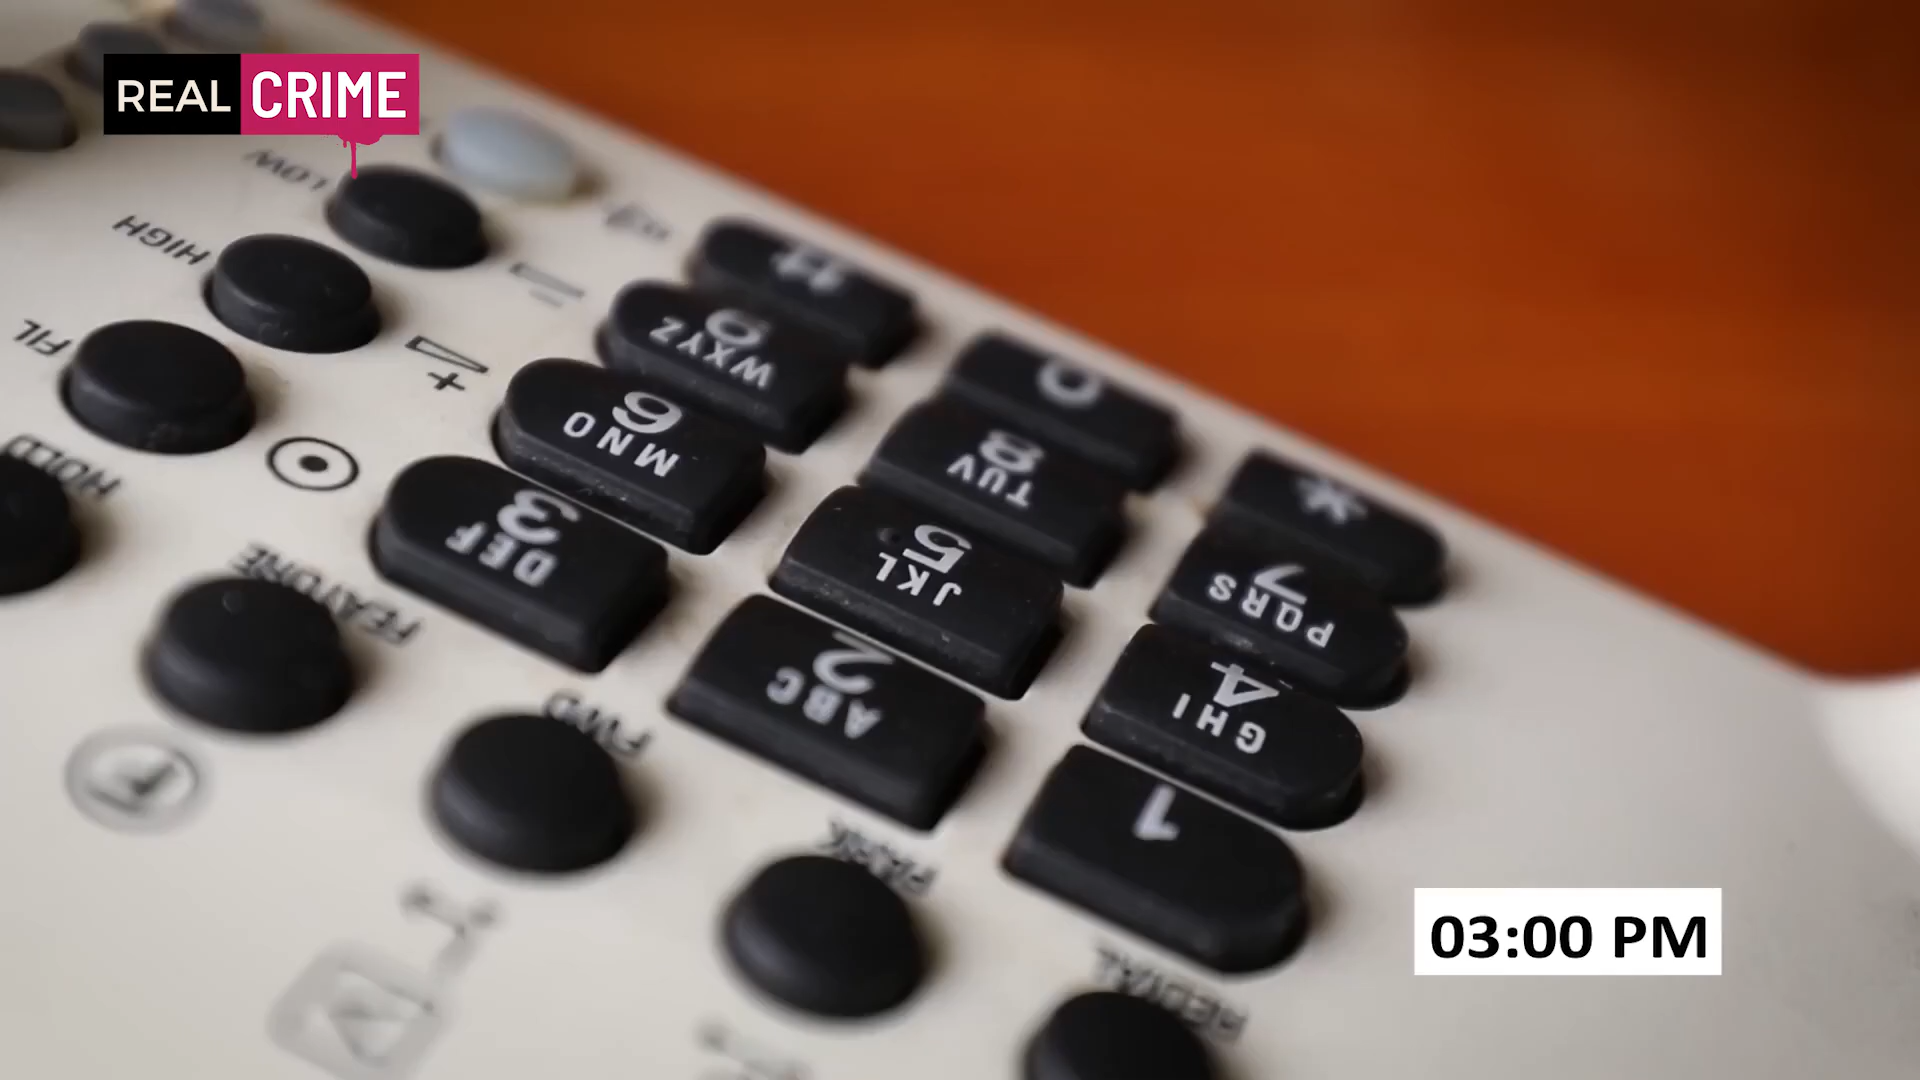 REAL CRIME
LOW
HIGH
FIL
HOLD
FEATURE
FWD
PARK
REDIAL
#
9
WXYZ
6
MNO
3
DEF
0
8
TUV
5
JKL
2
ABC
*
7
PQRS
4
GHI
1
03:00 PM